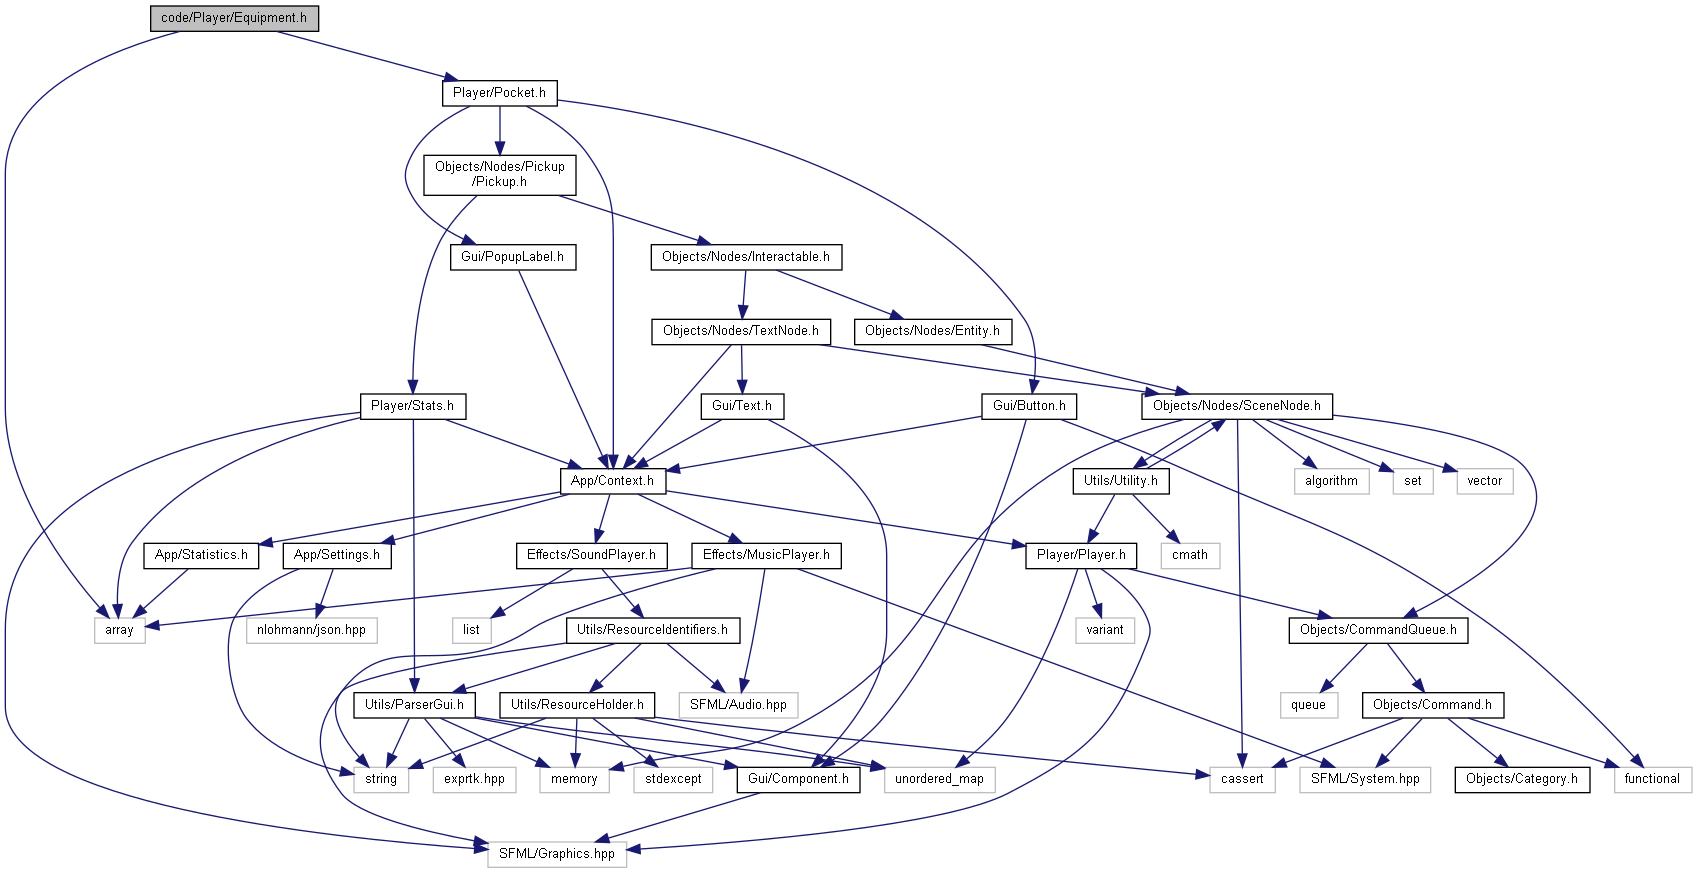 code/Player/Equipment.h
Player/Pocket.h
Objects/Nodes/Pickup
/Pickup.h
Gui/PopupLabel.h
Objects/Nodes/Interactable.h
Objects/Nodes/TextNode.h
Objects/Nodes/Entity.h
Player/Stats.h
Gui/Text.h
Gui/Button.h
Objects/Nodes/SceneNode.h
App/Context.h
Utils/Utility.h
algorithm
set
vector
App/Statistics.h
App/Settings.h
Effects/SoundPlayer.h
Effects/MusicPlayer.h
Player/Player.h
cmath
array
nlohmann/json.hpp
list
Utils/ResourceIdentifiers.h
variant
Objects/CommandQueue.h
Utils/ParserGui.h
Utils/ResourceHolder.h
SFML/Audio.hpp
queue
Objects/Command.h
string
exprtk.hpp
memory
stdexcept
Gui/Component.h
unordered_map
cassert
SFML/System.hpp
Objects/Category.h
functional
SFML/Graphics.hpp